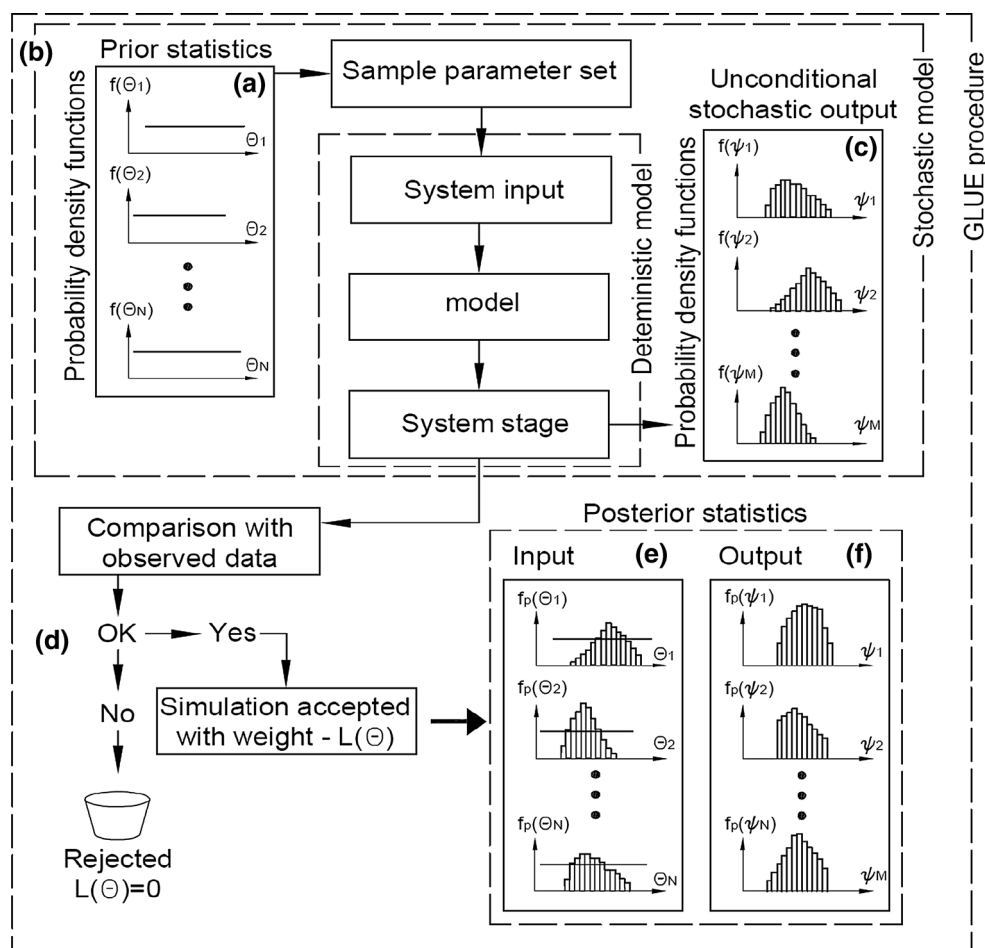 (b)
Prior statistics
(a)
Probability density functions
f(Θ1)
Θ1
f(Θ2)
Θ2
f(ΘN)
ΘN
Sample parameter set
System input
model
System stage
Deteministic model
Unconditional
stochastic output
(c)
Probability density functions
f(ψ1)
ψ1
f(ψ2)
ψ2
f(ψM)
ψM
Stochastic model
GLUE procedure
Comparison with
observed data
(d)
OK
Yes
No
Simulation accepted
with weight - L(Θ)
Rejected
L(Θ)=0
Posterior statistics
Input
(e)
fp(Θ1)
Θ1
fp(Θ2)
Θ2
fp(ΘN)
ΘN
Output
(f)
fp(ψ1)
ψ1
fp(ψ2)
ψ2
fp(ψN)
ψM